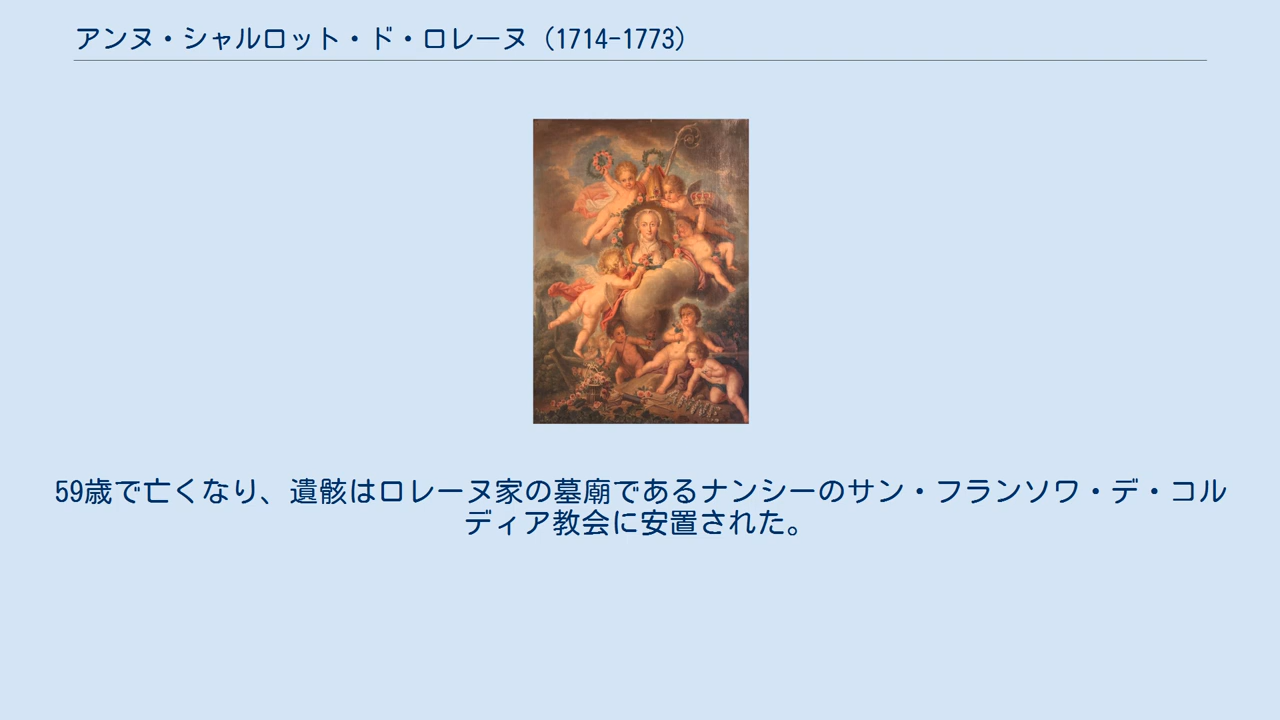 アンヌ・シャルロット・ド・ロレーヌ（1714-1773）
59歳で亡くなり、遺骸はロレーヌ家の墓廟であるナンシーのサン・フランソワ・デ・コル
ディア教会に安置された。